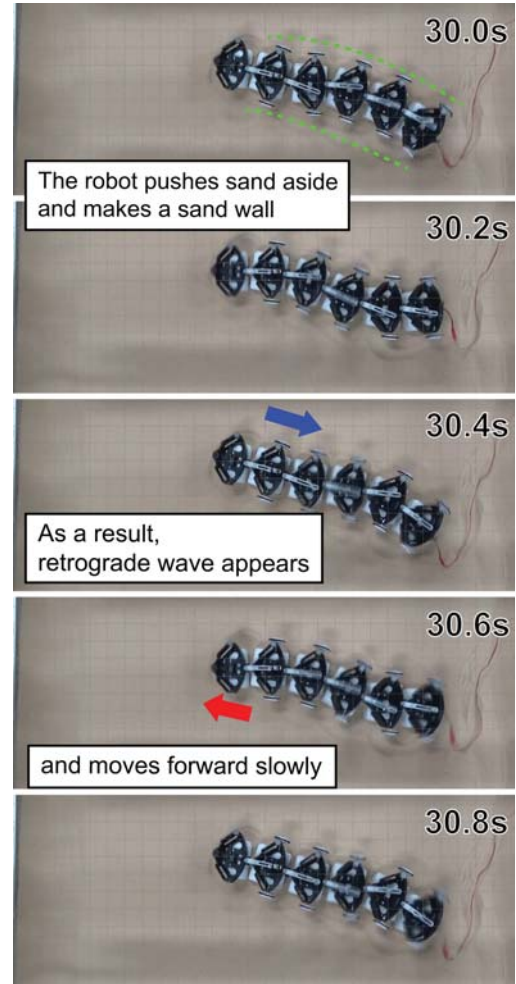 30.0s
The robot pushes sand aside
and makes a sand wall
30.2s
30.4s
As a result,
retrograde wave appears
30.6s
and moves forward slowly
30.8s